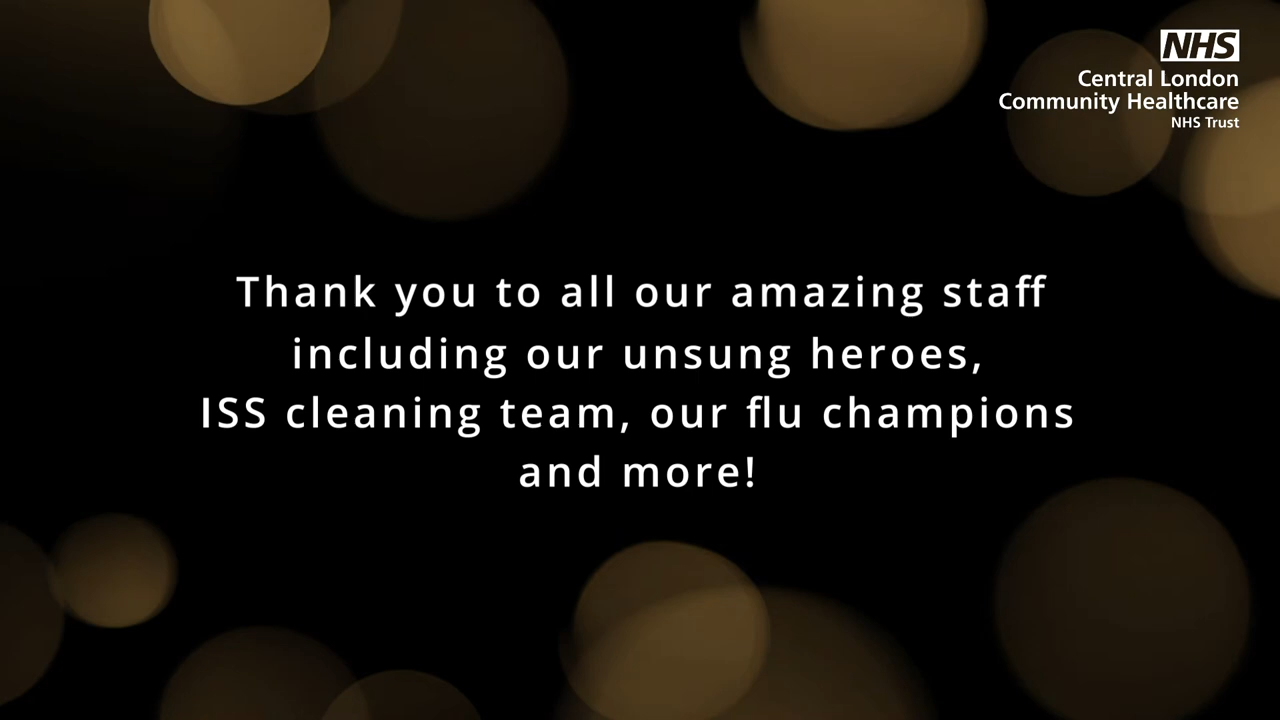 NHS
Central London
Community Healthcare
NHS Trust
Thank you to all our amazing staff
including our unsung heroes,
ISS cleaning team, our flu champions
and more!